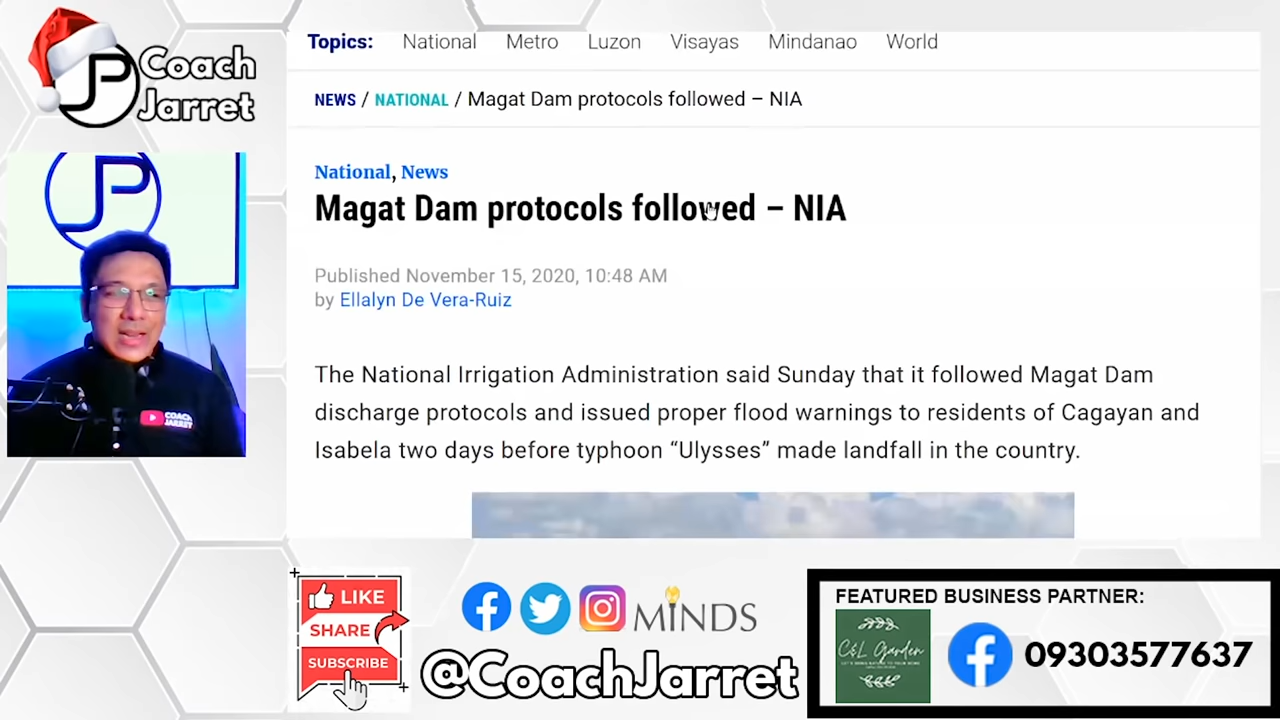 Coach
Jarret
Topics: National Metro Luzon Visayas Mindanao World
NEWS / NATIONAL / Magat Dam protocols followed – NIA
National, News
Magat Dam protocols followed – NIA
Published November 15, 2020, 10:48 AM
by Ellalyn De Vera-Ruiz
The National Irrigation Administration said Sunday that it followed Magat Dam
discharge protocols and issued proper flood warnings to residents of Cagayan and
Isabela two days before typhoon “Ulysses” made landfall in the country.
COACH
JARRET
LIKE
SHARE
SUBSCRIBE
MINDS
@CoachJarret
FEATURED BUSINESS PARTNER:
C&L Garden
09303577637